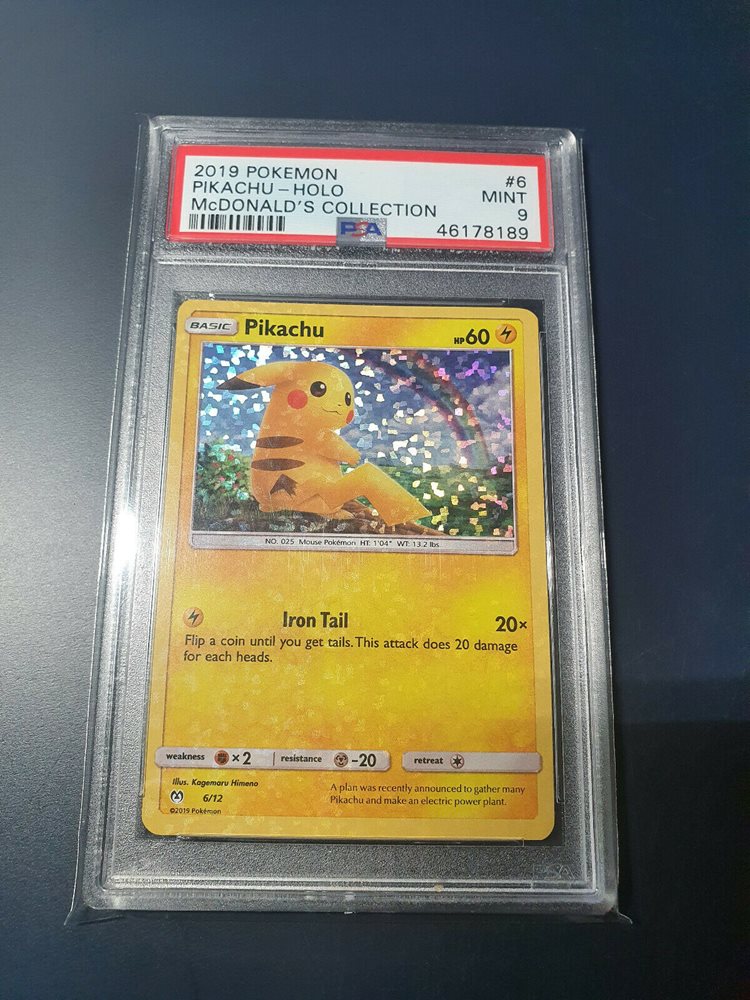 2019 POKEMON #6
PIKACHU - HOLO MINT
McDONALD'S COLLECTION 9
PSA 46178189
BASIC Pikachu HP60
NO. 025 Mouse Pokémon HT: 1'04" WT: 13.2 lbs.
Iron Tail 20×
Flip a coin until you get tails. This attack does 20 damage
for each heads.
weakness ×2 resistance -20 retreat
Illus. Kagemaru Himeno
6/12
©2019 Pokémon
A plan was recently announced to gather many
Pikachu and make an electric power plant.